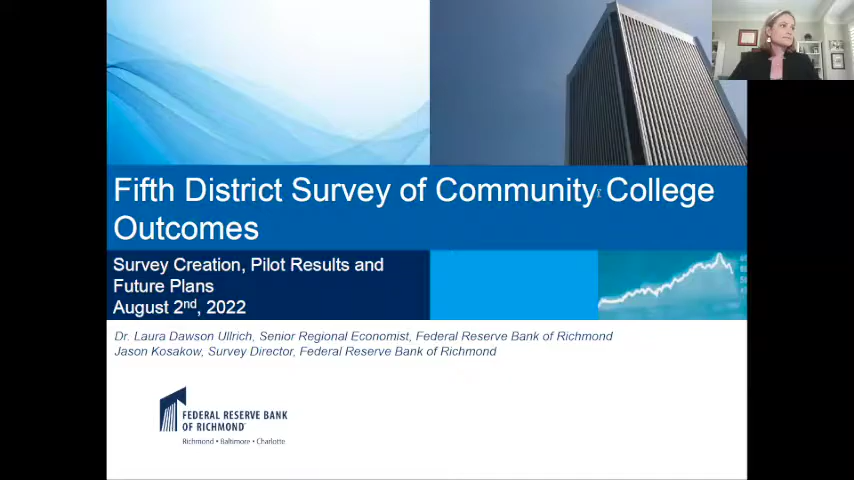 Fifth District Survey of Community College
Outcomes
Survey Creation, Pilot Results and
Future Plans
August 2nd, 2022
Dr. Laura Dawson Ullrich, Senior Regional Economist, Federal Reserve Bank of Richmond
Jason Kosakow, Survey Director, Federal Reserve Bank of Richmond
FEDERAL RESERVE BANK
OF RICHMOND
Richmond • Baltimore • Charlotte